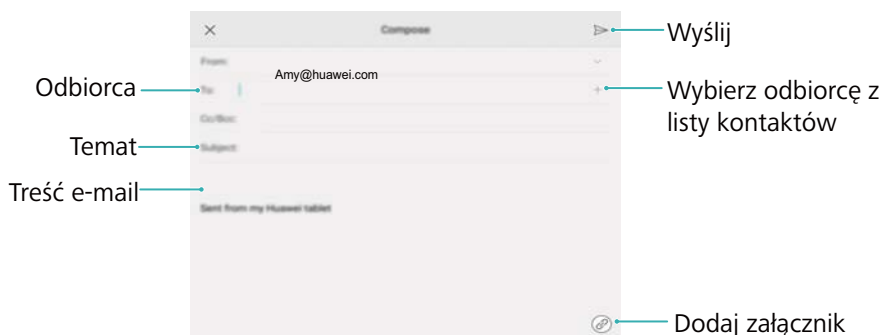 Compose
Wyślij
From:
Amy@huawei.com
Odbiorca
To:
Wybierz odbiorcę z
listy kontaktów
Cc/Bcc:
Temat
Subject:
Treść e-mail
Sent from my Huawei tablet
Dodaj załącznik